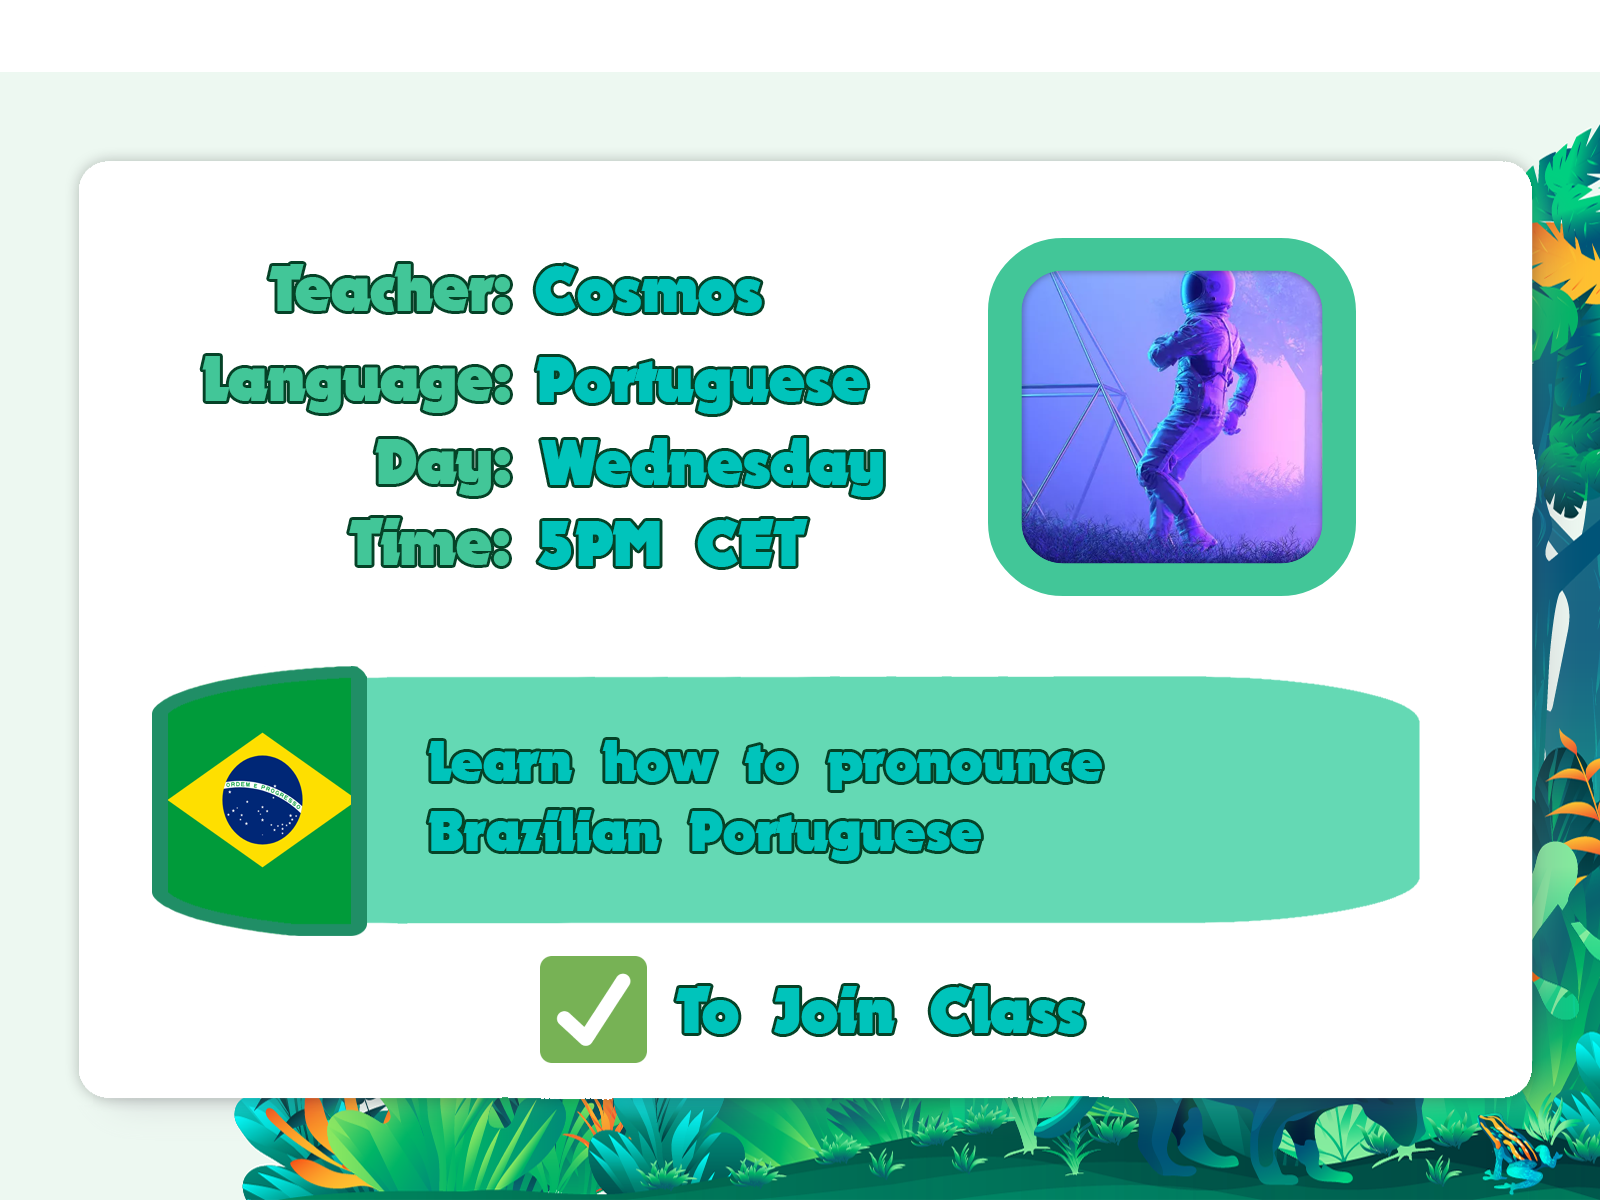 Teacher: Cosmos
Language: Portuguese
Day: Wednesday
Time: 5PM CET
ORDEM E PROGRESSO
Learn how to pronounce
Brazilian Portuguese
To Join Class